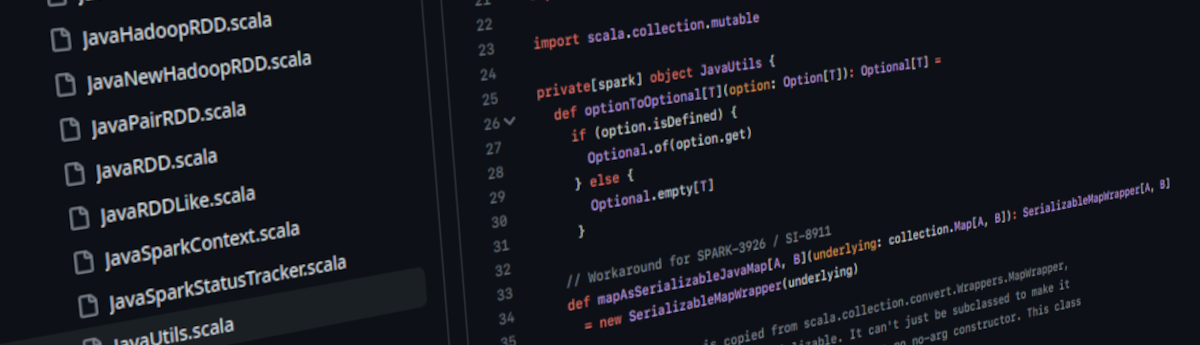 JavaHadoopRDD.scala
JavaNewHadoopRDD.scala
JavaPairRDD.scala
JavaRDD.scala
JavaRDDLike.scala
JavaSparkContext.scala
JavaSparkStatusTracker.scala
JavaUtils.scala
21
22
23 import scala.collection.mutable
24
25 private[spark] object JavaUtils {
26 def optionToOptional[T](option: Option[T]): Optional[T] =
27 if (option.isDefined) {
28 Optional.of(option.get)
29 } else {
30 Optional.empty[T]
31 }
32
33 // Workaround for SPARK-3926 / SI-8911
34 def mapAsSerializableJavaMap[A, B](underlying: collection.Map[A, B]): SerializableMapWrapper[A, B]
35 = new SerializableMapWrapper(underlying)
is copied from scala.collection.convert.Wrappers.MapWrapper,
It can't just be subclassed to make it
no-arg constructor. This class